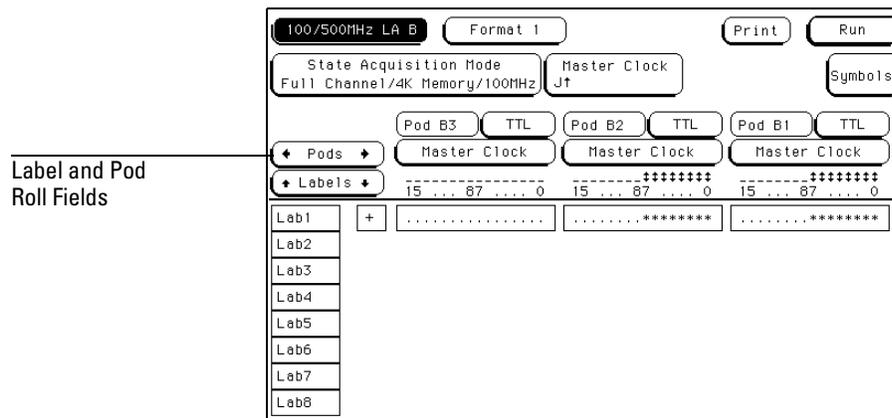 100/500MHz LA B Format 1 Print Run
State Acquisition Mode
Full Channel/4K Memory/100MHz
Master Clock
J↑
Symbols
Pod B3 TTL Pod B2 TTL Pod B1 TTL
← Pods → Master Clock Master Clock Master Clock
Label and Pod
Roll Fields
↑ Labels ↓
---------------- --------↕↕↕↕↕↕↕↕ --------↕↕↕↕↕↕↕↕
15 ... 87 .... 0 15 ... 87 .... 0 15 ... 87 .... 0
Lab1 + ................ ........******** ........********
Lab2
Lab3
Lab4
Lab5
Lab6
Lab7
Lab8